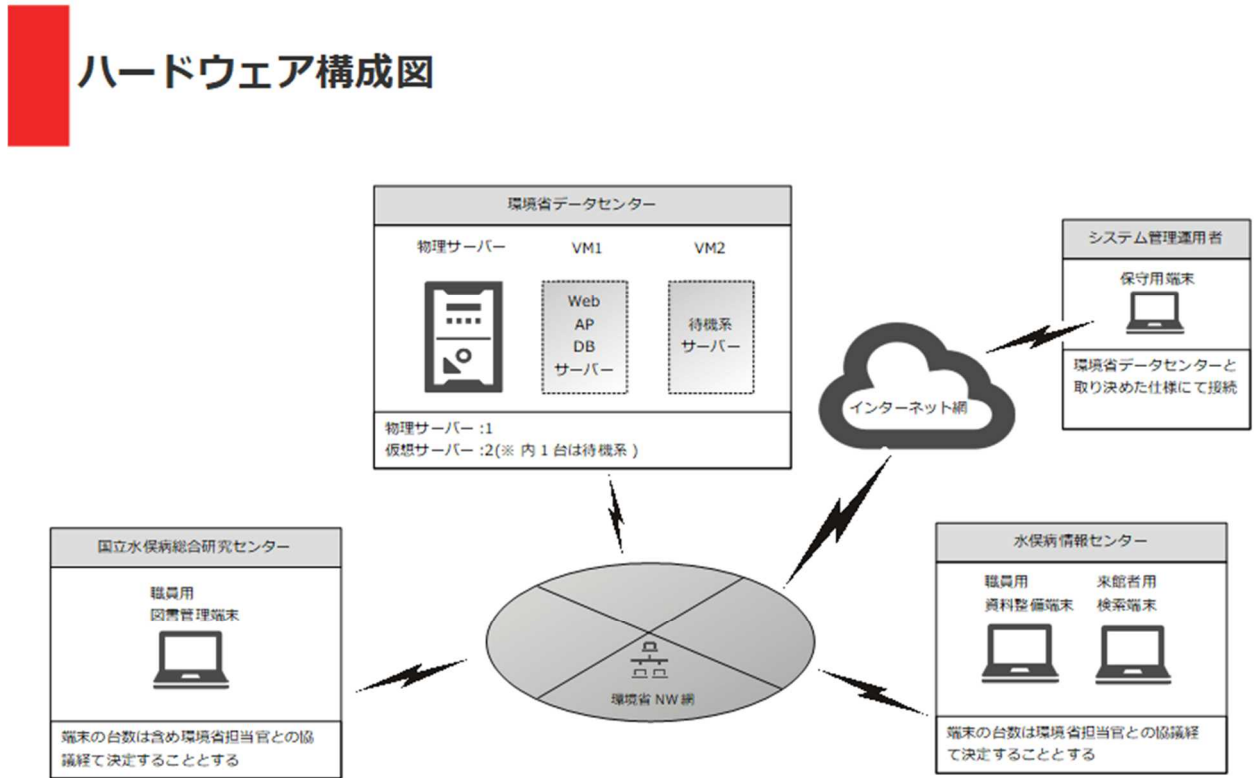 ハードウェア構成図
環境省データセンター
物理サーバー
VM1
VM2
Web
AP
DB
サーバー
待機系
サーバー
物理サーバー :1
仮想サーバー :2(※ 内 1 台は待機系 )
システム管理運用者
保守用端末
環境省データセンターと
取り決めた仕様にて接続
インターネット網
国立水俣病総合研究センター
職員用
図書管理端末
端末の台数は含め環境省担当官との協
議経て決定することとする
環境省 NW 網
水俣病情報センター
職員用
資料整備端末
来館者用
検索端末
端末の台数は環境省担当官との協議経
て決定することとする